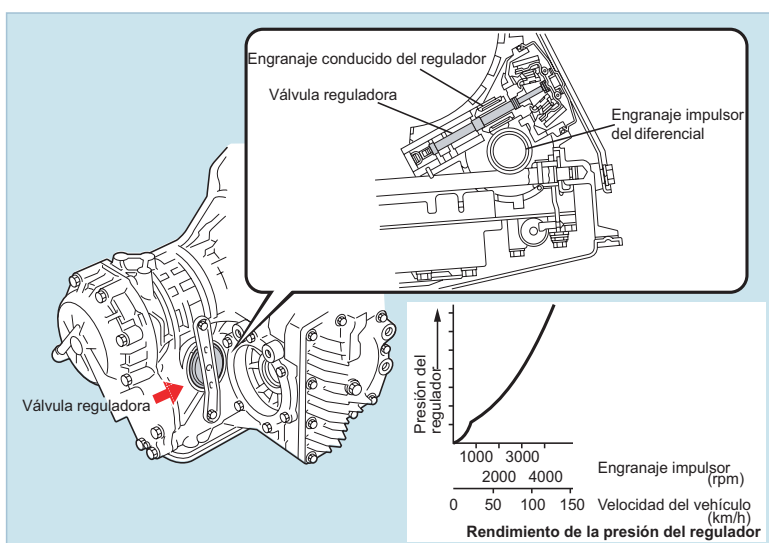 Engranaje conducido del regulador
Válvula reguladora
Engranaje impulsor
del diferencial
Válvula reguladora
Presión del
regulador
1000 3000
2000 4000
Engranaje impulsor
(rpm)
0 50 100 150
Velocidad del vehículo
(km/h)
Rendimiento de la presión del regulador